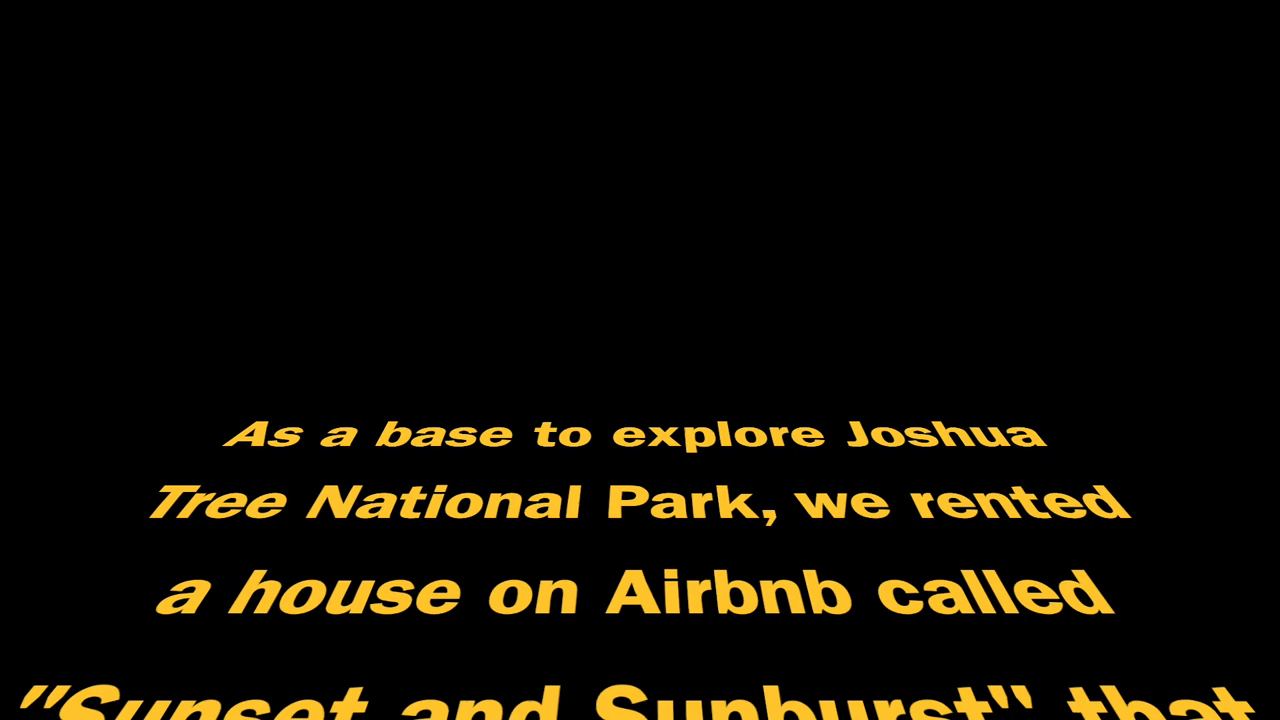 As a base to explore Joshua
Tree National Park, we rented
a house on Airbnb called
"Sunset and Sunburst" that